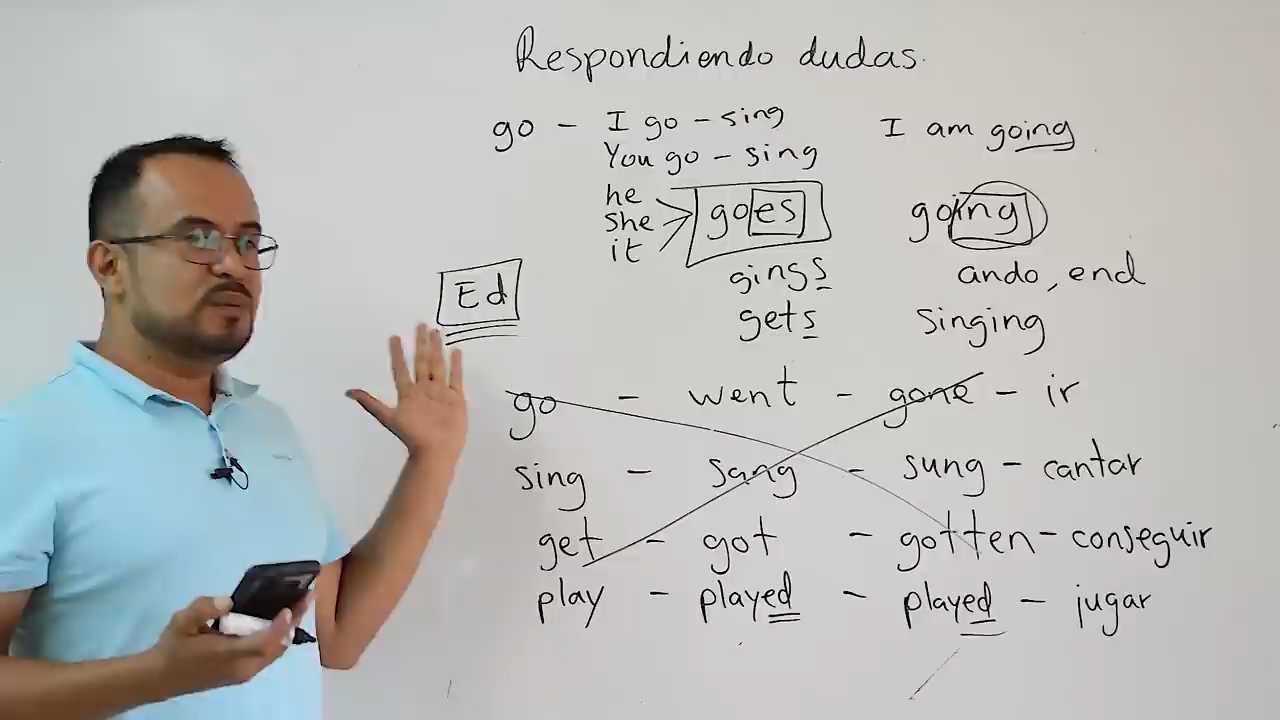 Respondiendo dudas.
go - I go - sing
You go - sing
he
she
it
goes
gings
gets
I am going
going
ando, end
singing
Ed
go - went - gone - ir
sing - sang - sung - cantar
get - got - gotten - conseguir
play - played - played - jugar